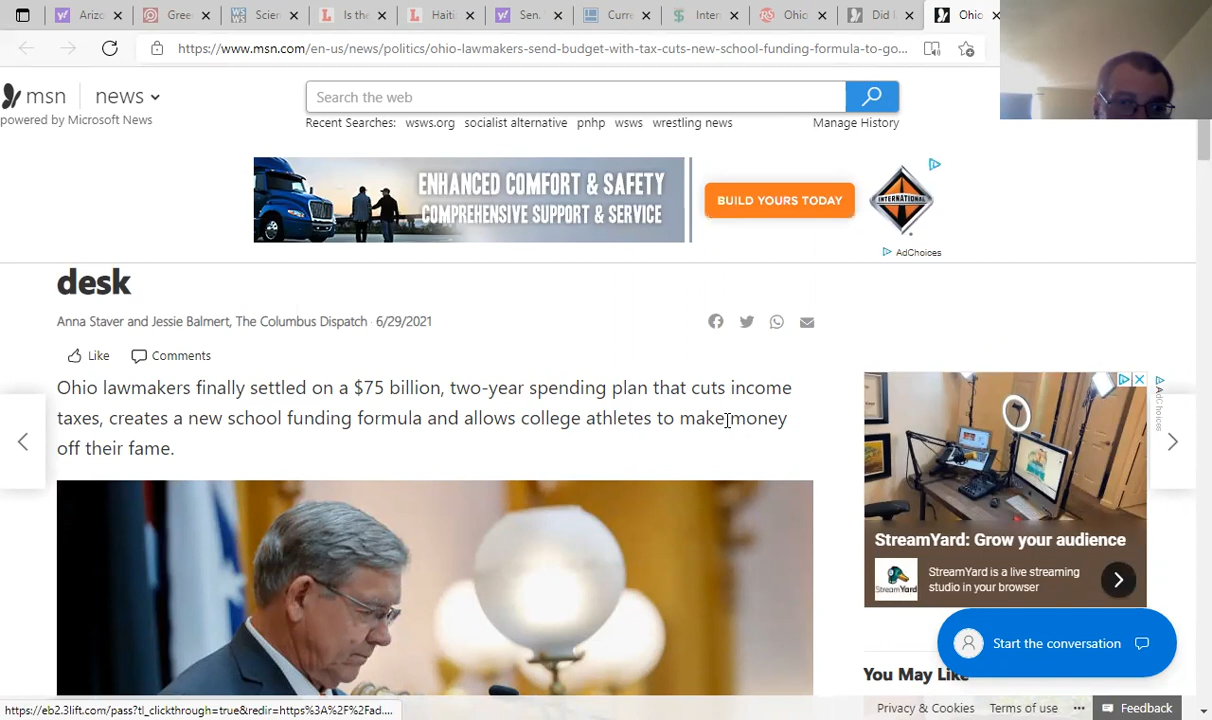 Arizo
Gree
Scien
Is the
Haiti
Sen.
Curre
Inter
Ohio
Did
Ohio
https://www.msn.com/en-us/news/politics/ohio-lawmakers-send-budget-with-tax-cuts-new-school-funding-formula-to-go...
msn
news
powered by Microsoft News
Search the web
Recent Searches: wsws.org socialist alternative pnhp wsws wrestling news
Manage History
ENHANCED COMFORT & SAFETY
COMPREHENSIVE SUPPORT & SERVICE
BUILD YOURS TODAY
INTERNATIONAL
AdChoices
desk
Anna Staver and Jessie Balmert, The Columbus Dispatch · 6/29/2021
Like
Comments
Ohio lawmakers finally settled on a $75 billion, two-year spending plan that cuts income
taxes, creates a new school funding formula and allows college athletes to make money
off their fame.
AdChoices
StreamYard: Grow your audience
StreamYard is a live streaming
studio in your browser
StreamYard
Start the conversation
You May Like
https://eb2.3lift.com/pass?tl_clickthrough=true&redir=https%3A%2F%2Fad....
Privacy & Cookies
Terms of use
Feedback